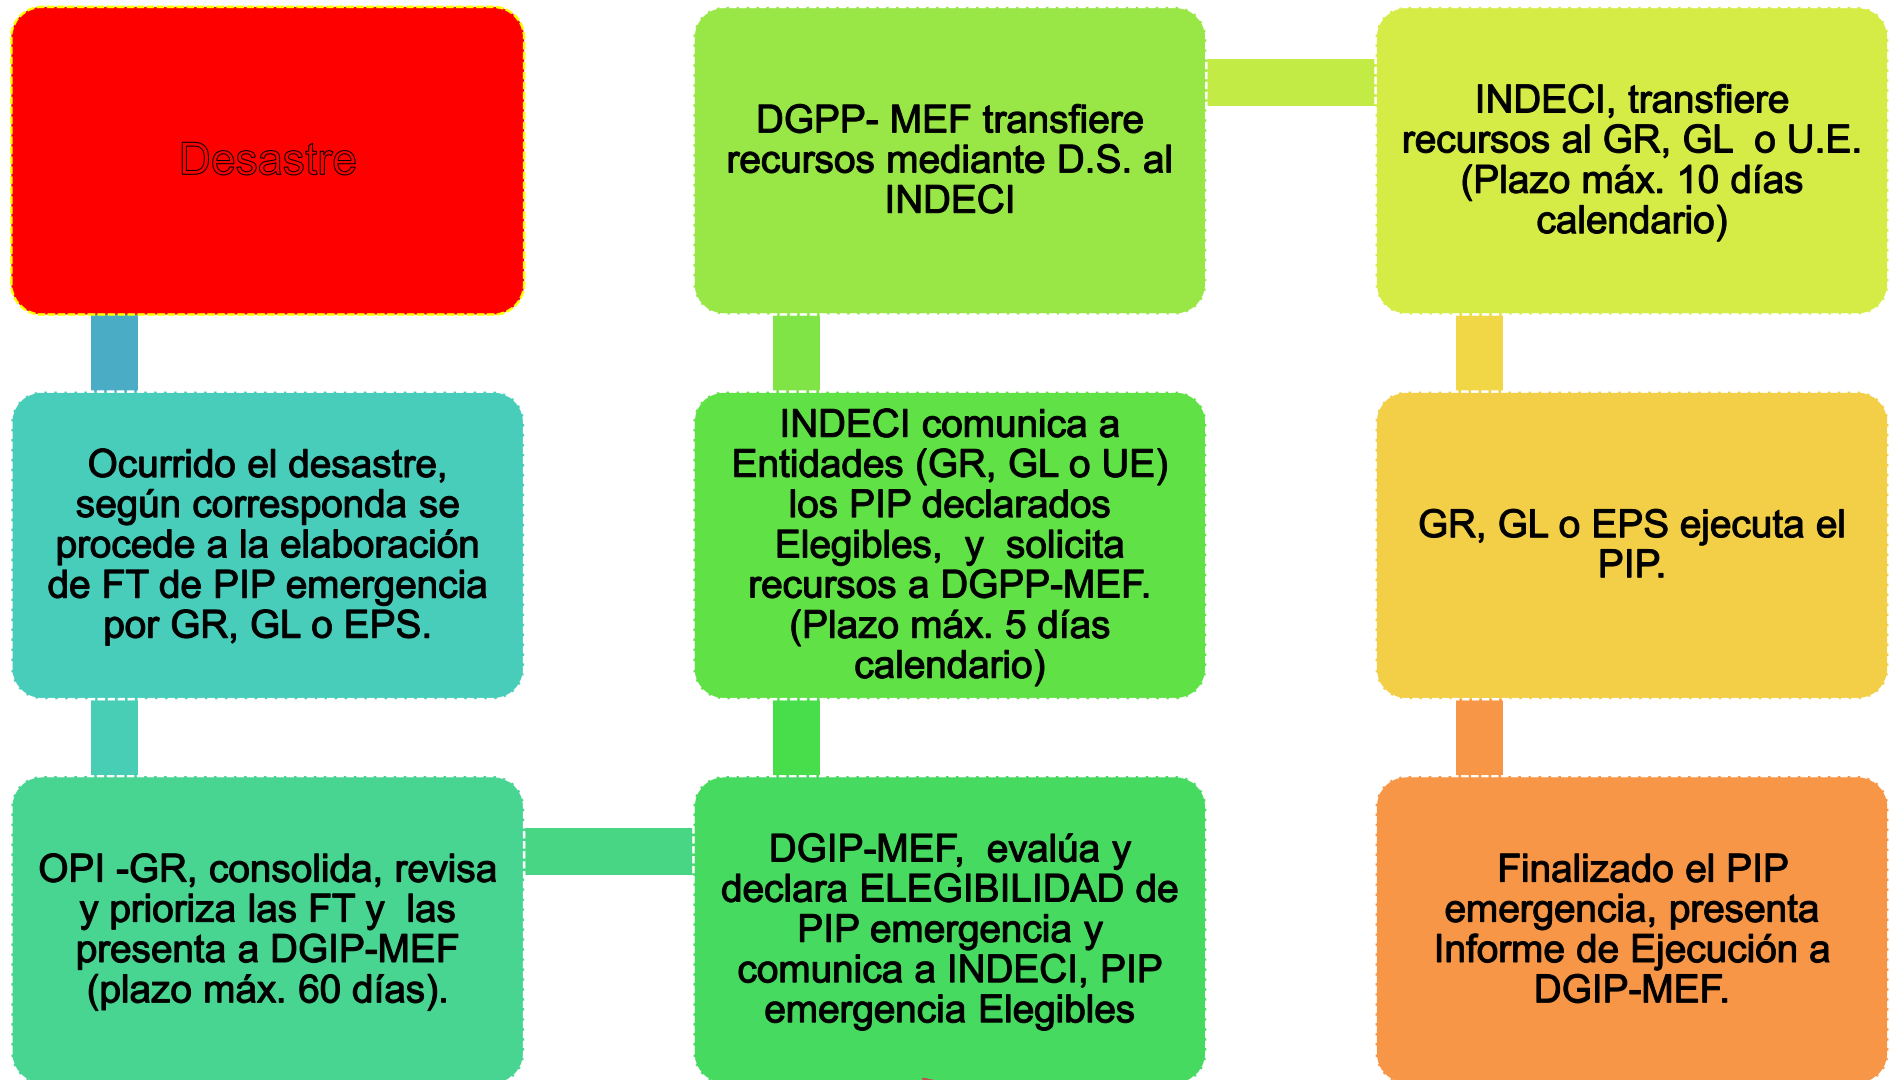 Desastre
Ocurrido el desastre,
según corresponda se
procede a la elaboración
de FT de PIP emergencia
por GR, GL o EPS.
OPI -GR, consolida, revisa
y prioriza las FT y las
presenta a DGIP-MEF
(plazo máx. 60 días).
DGIP-MEF, evalúa y
declara ELEGIBILIDAD de
PIP emergencia y
comunica a INDECI, PIP
emergencia Elegibles
INDECI comunica a
Entidades (GR, GL o UE)
los PIP declarados
Elegibles, y solicita
recursos a DGPP-MEF.
(Plazo máx. 5 días
calendario)
DGPP- MEF transfiere
recursos mediante D.S. al
INDECI
INDECI, transfiere
recursos al GR, GL o U.E.
(Plazo máx. 10 días
calendario)
GR, GL o EPS ejecuta el
PIP.
Finalizado el PIP
emergencia, presenta
Informe de Ejecución a
DGIP-MEF.